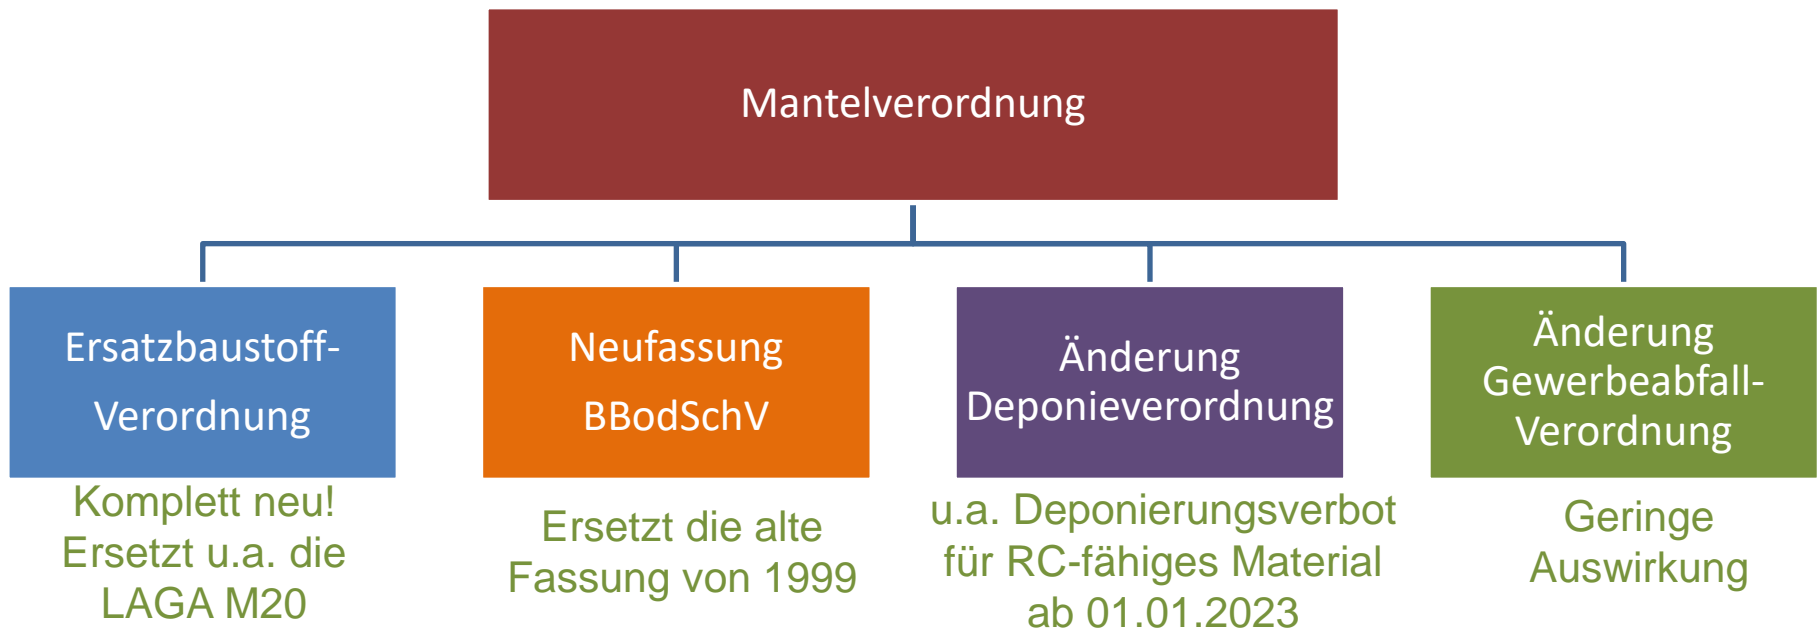 Mantelverordnung
Ersatzbaustoff-
Verordnung
Komplett neu!
Ersetzt u.a. die
LAGA M20
Neufassung
BBodSchV
Ersetzt die alte
Fassung von 1999
Änderung
Deponieverordnung
u.a. Deponierungsverbot
für RC-fähiges Material
ab 01.01.2023
Änderung
Gewerbeabfall-
Verordnung
Geringe
Auswirkung